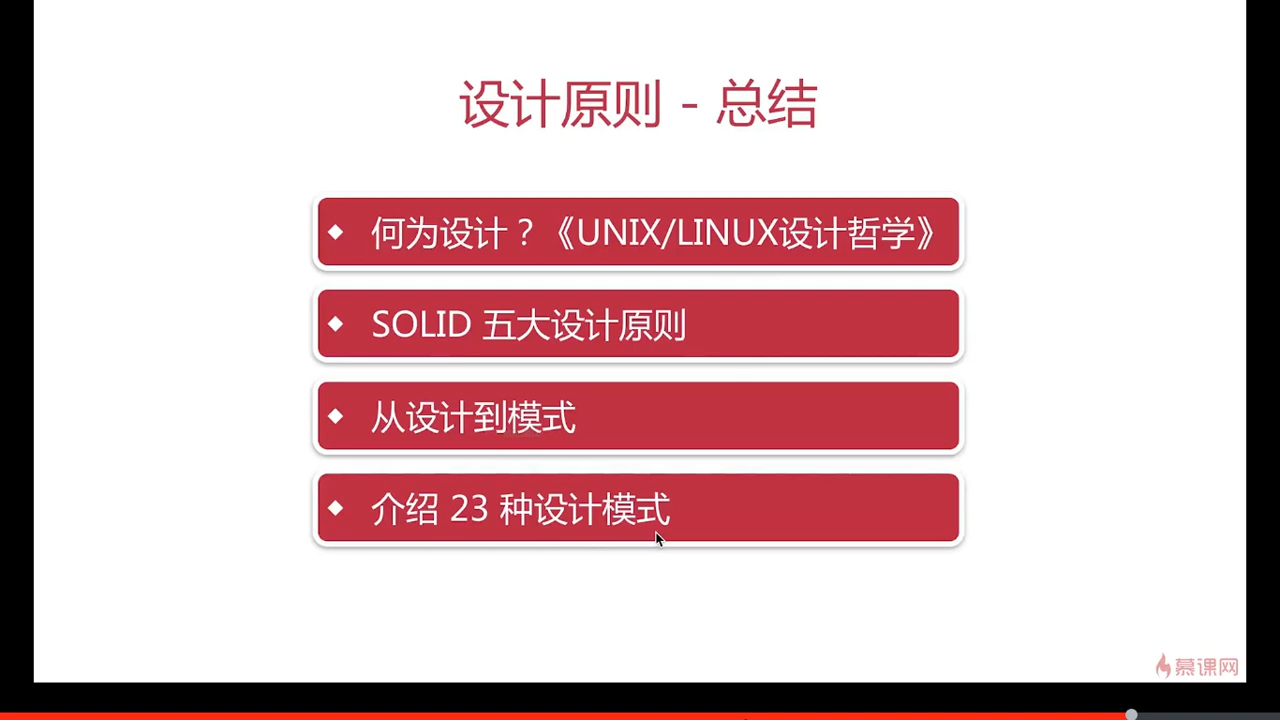 设计原则 - 总结
何为设计？《UNIX/LINUX设计哲学》
SOLID 五大设计原则
从设计到模式
介绍 23 种设计模式
慕课网